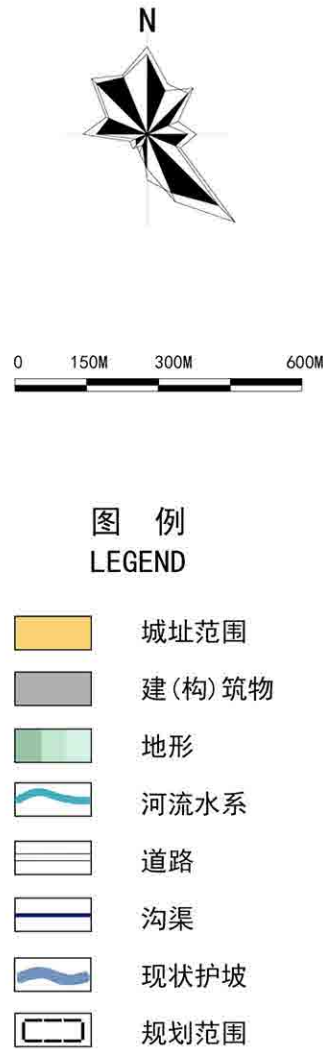 N
0 150M 300M 600M
图 例
LEGEND
城址范围
建(构)筑物
地形
河流水系
道路
沟渠
现状护坡
规划范围